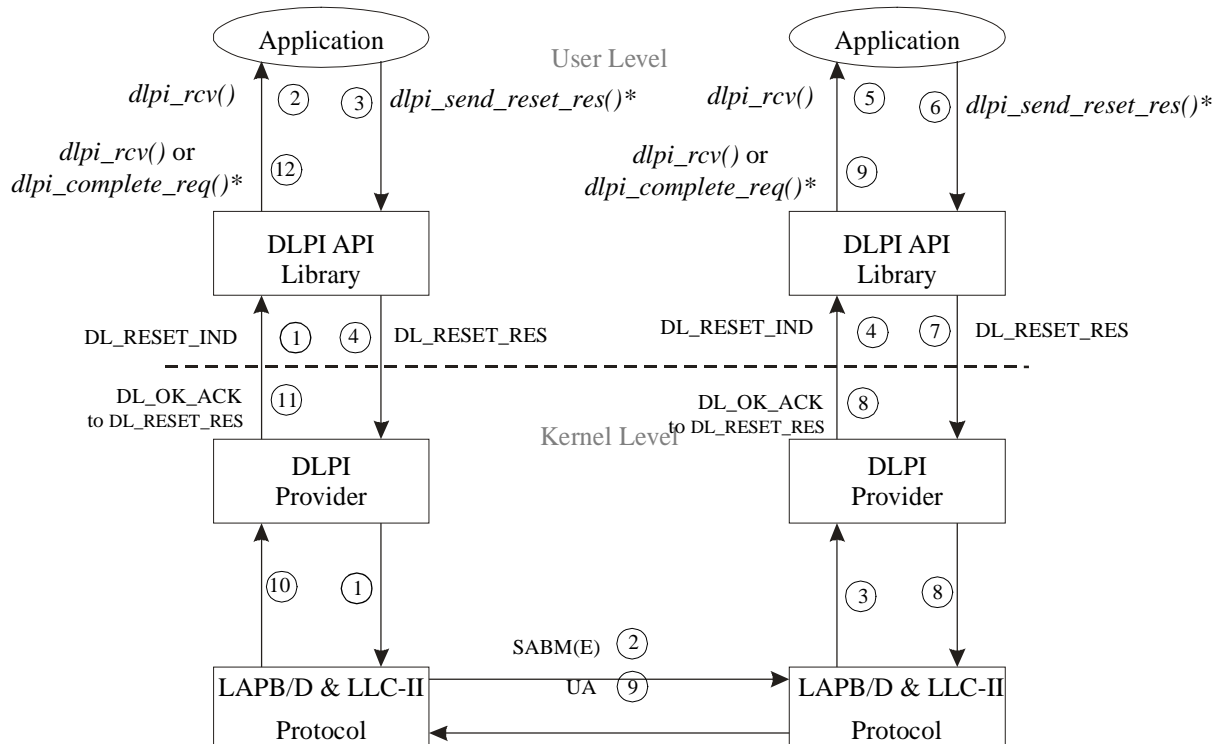 Application
Application
User Level
dlpi_rcv()
2
3
dlpi_send_reset_res()*
dlpi_rcv()
5
6
dlpi_send_reset_res()*
dlpi_rcv() or
dlpi_complete_req()*
12
dlpi_rcv() or
dlpi_complete_req()*
9
DLPI API
Library
DLPI API
Library
DL_RESET_IND
1
4
DL_RESET_RES
DL_RESET_IND
4
7
DL_RESET_RES
DL_OK_ACK
to DL_RESET_RES
11
DL_OK_ACK
to DL_RESET_RES
8
Kernel Level
DLPI
Provider
DLPI
Provider
10
1
3
8
SABM(E)
2
UA
9
LAPB/D & LLC-II
Protocol
LAPB/D & LLC-II
Protocol